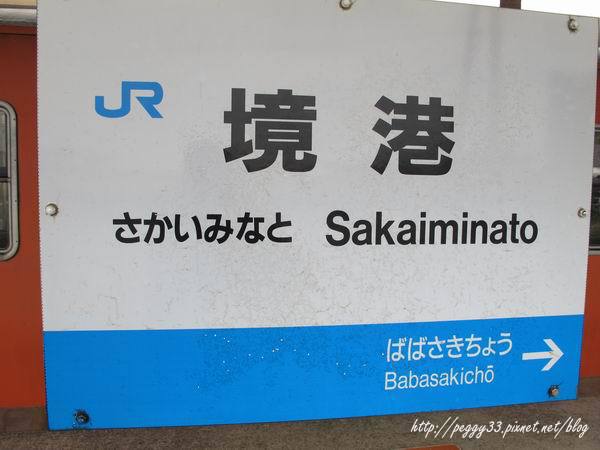 JR
境港
さかいみなと Sakaiminato
ばばさきちょう
Babasakichō
http://peggy33.pixnet.net/blog